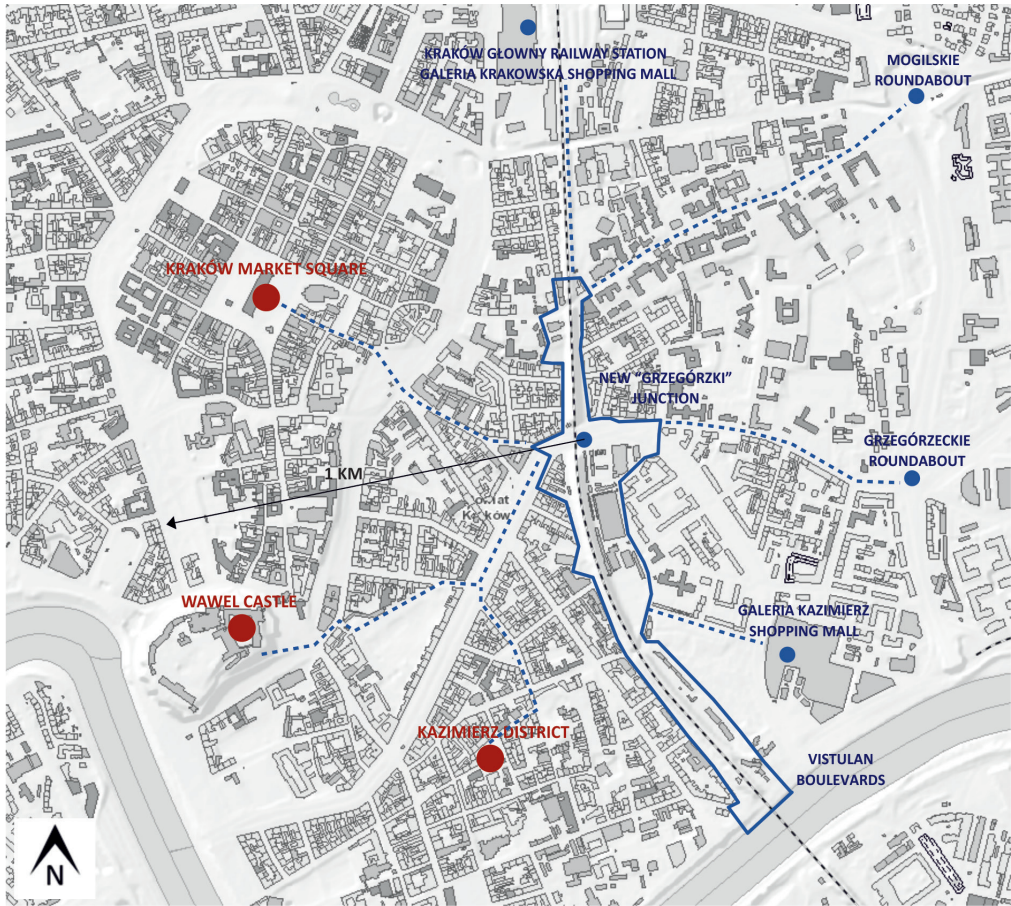 KRAKÓW GŁOWNY RAILWAY STATION
GALERIA KRAKOWSKA SHOPPING MALL
MOGILSKIE
ROUNDABOUT
KRAKÓW MARKET SQUARE
NEW "GRZEGÓRZKI"
JUNCTION
GRZEGÓRZECKIE
ROUNDABOUT
1 KM
Kraków
WAWEL CASTLE
GALERIA KAZIMIERZ
SHOPPING MALL
KAZIMIERZ DISTRICT
VISTULAN
BOULEVARDS
N